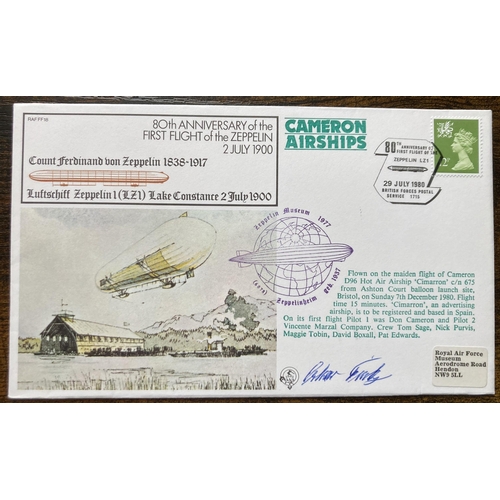 RAF FF18
80th ANNIVERSARY of the
FIRST FLIGHT of the ZEPPELIN
2 JULY 1900
Count Ferdinand von Zeppelin 1838-1917
Luftschiff Zeppelin 1 (LZ1) Lake Constance 2 July 1900
CAMERON
AIRSHIPS
80th ANNIVERSARY OF
FIRST FLIGHT OF THE
ZEPPELIN LZ1
29 JULY 1980
BRITISH FORCES POSTAL
SERVICE 1715
Zeppelin Museum 1977
Zeppelinheim
Geb. 1937
Flown on the maiden flight of Cameron
D96 Hot Air Airship 'Cimarron' c/n 675
from Ashton Court balloon launch site,
Bristol, on Sunday 7th December 1980. Flight
time 15 minutes. 'Cimarron', an advertising
airship, is to be registered and based in Spain.
On its first flight Pilot 1 was Don Cameron and Pilot 2
Vincente Marzal Company. Crew Tom Sage, Nick Purvis,
Maggie Tobin, David Boxall, Pat Edwards.
Royal Air Force
Museum
Aerodrome Road
Hendon
NW9 5LL